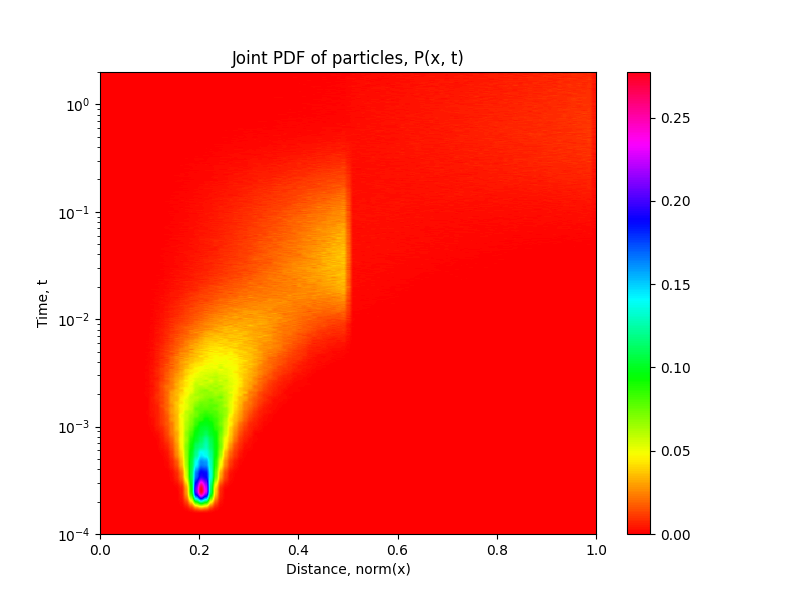 Joint PDF of particles, P(x, t)
10⁰
10⁻¹
10⁻²
10⁻³
10⁻⁴
Time, t
0.0 0.2 0.4 0.6 0.8 1.0
Distance, norm(x)
0.25
0.20
0.15
0.10
0.05
0.00